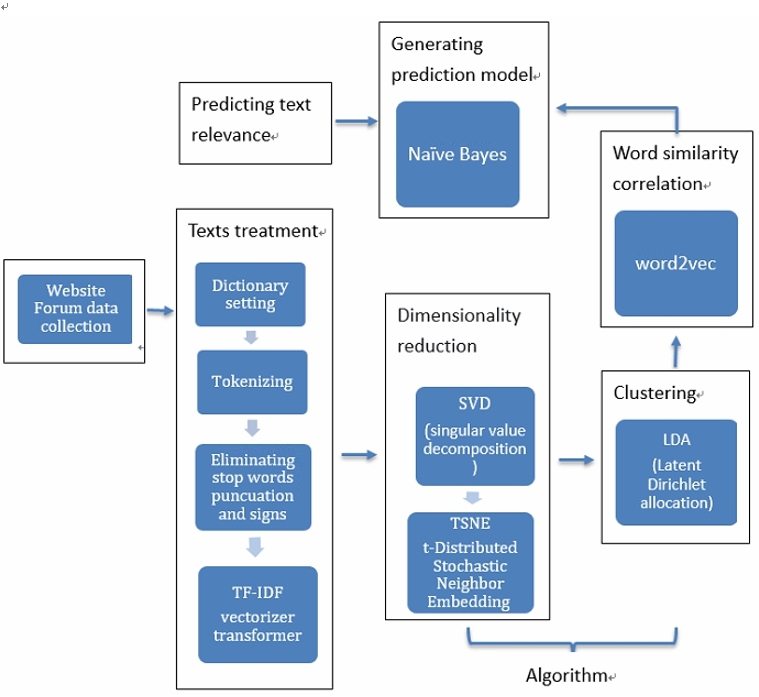 Generating
prediction model
Naïve Bayes
Predicting text
relevance
Word similarity
correlation
word2vec
Texts treatment
Website
Forum data
collection
Dictionary
setting
Tokenizing
Eliminating
stop words
puncuation
and signs
TF-IDF
vectorizer
transformer
Dimensionality
reduction
SVD
(singular value
decomposition
)
TSNE
t-Distributed
Stochastic
Neighbor
Embedding
Clustering
LDA
(Latent
Dirichlet
allocation)
Algorithm